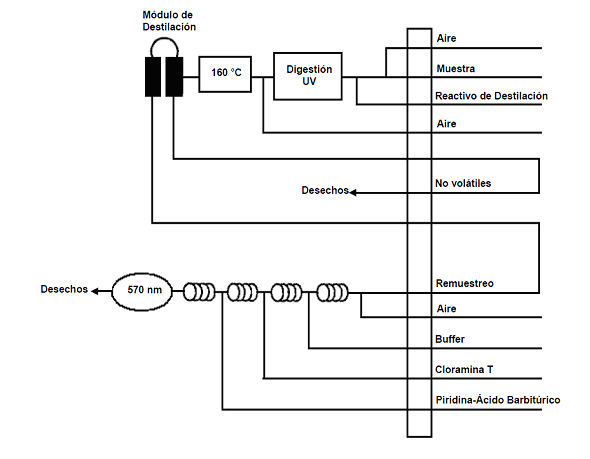 Módulo de
Destilación
Aire
160 °C
Digestión
UV
Muestra
Reactivo de Destilación
Aire
Desechos
No volátiles
Desechos
570 nm
Remuestreo
Aire
Buffer
Cloramina T
Piridina-Ácido Barbitúrico